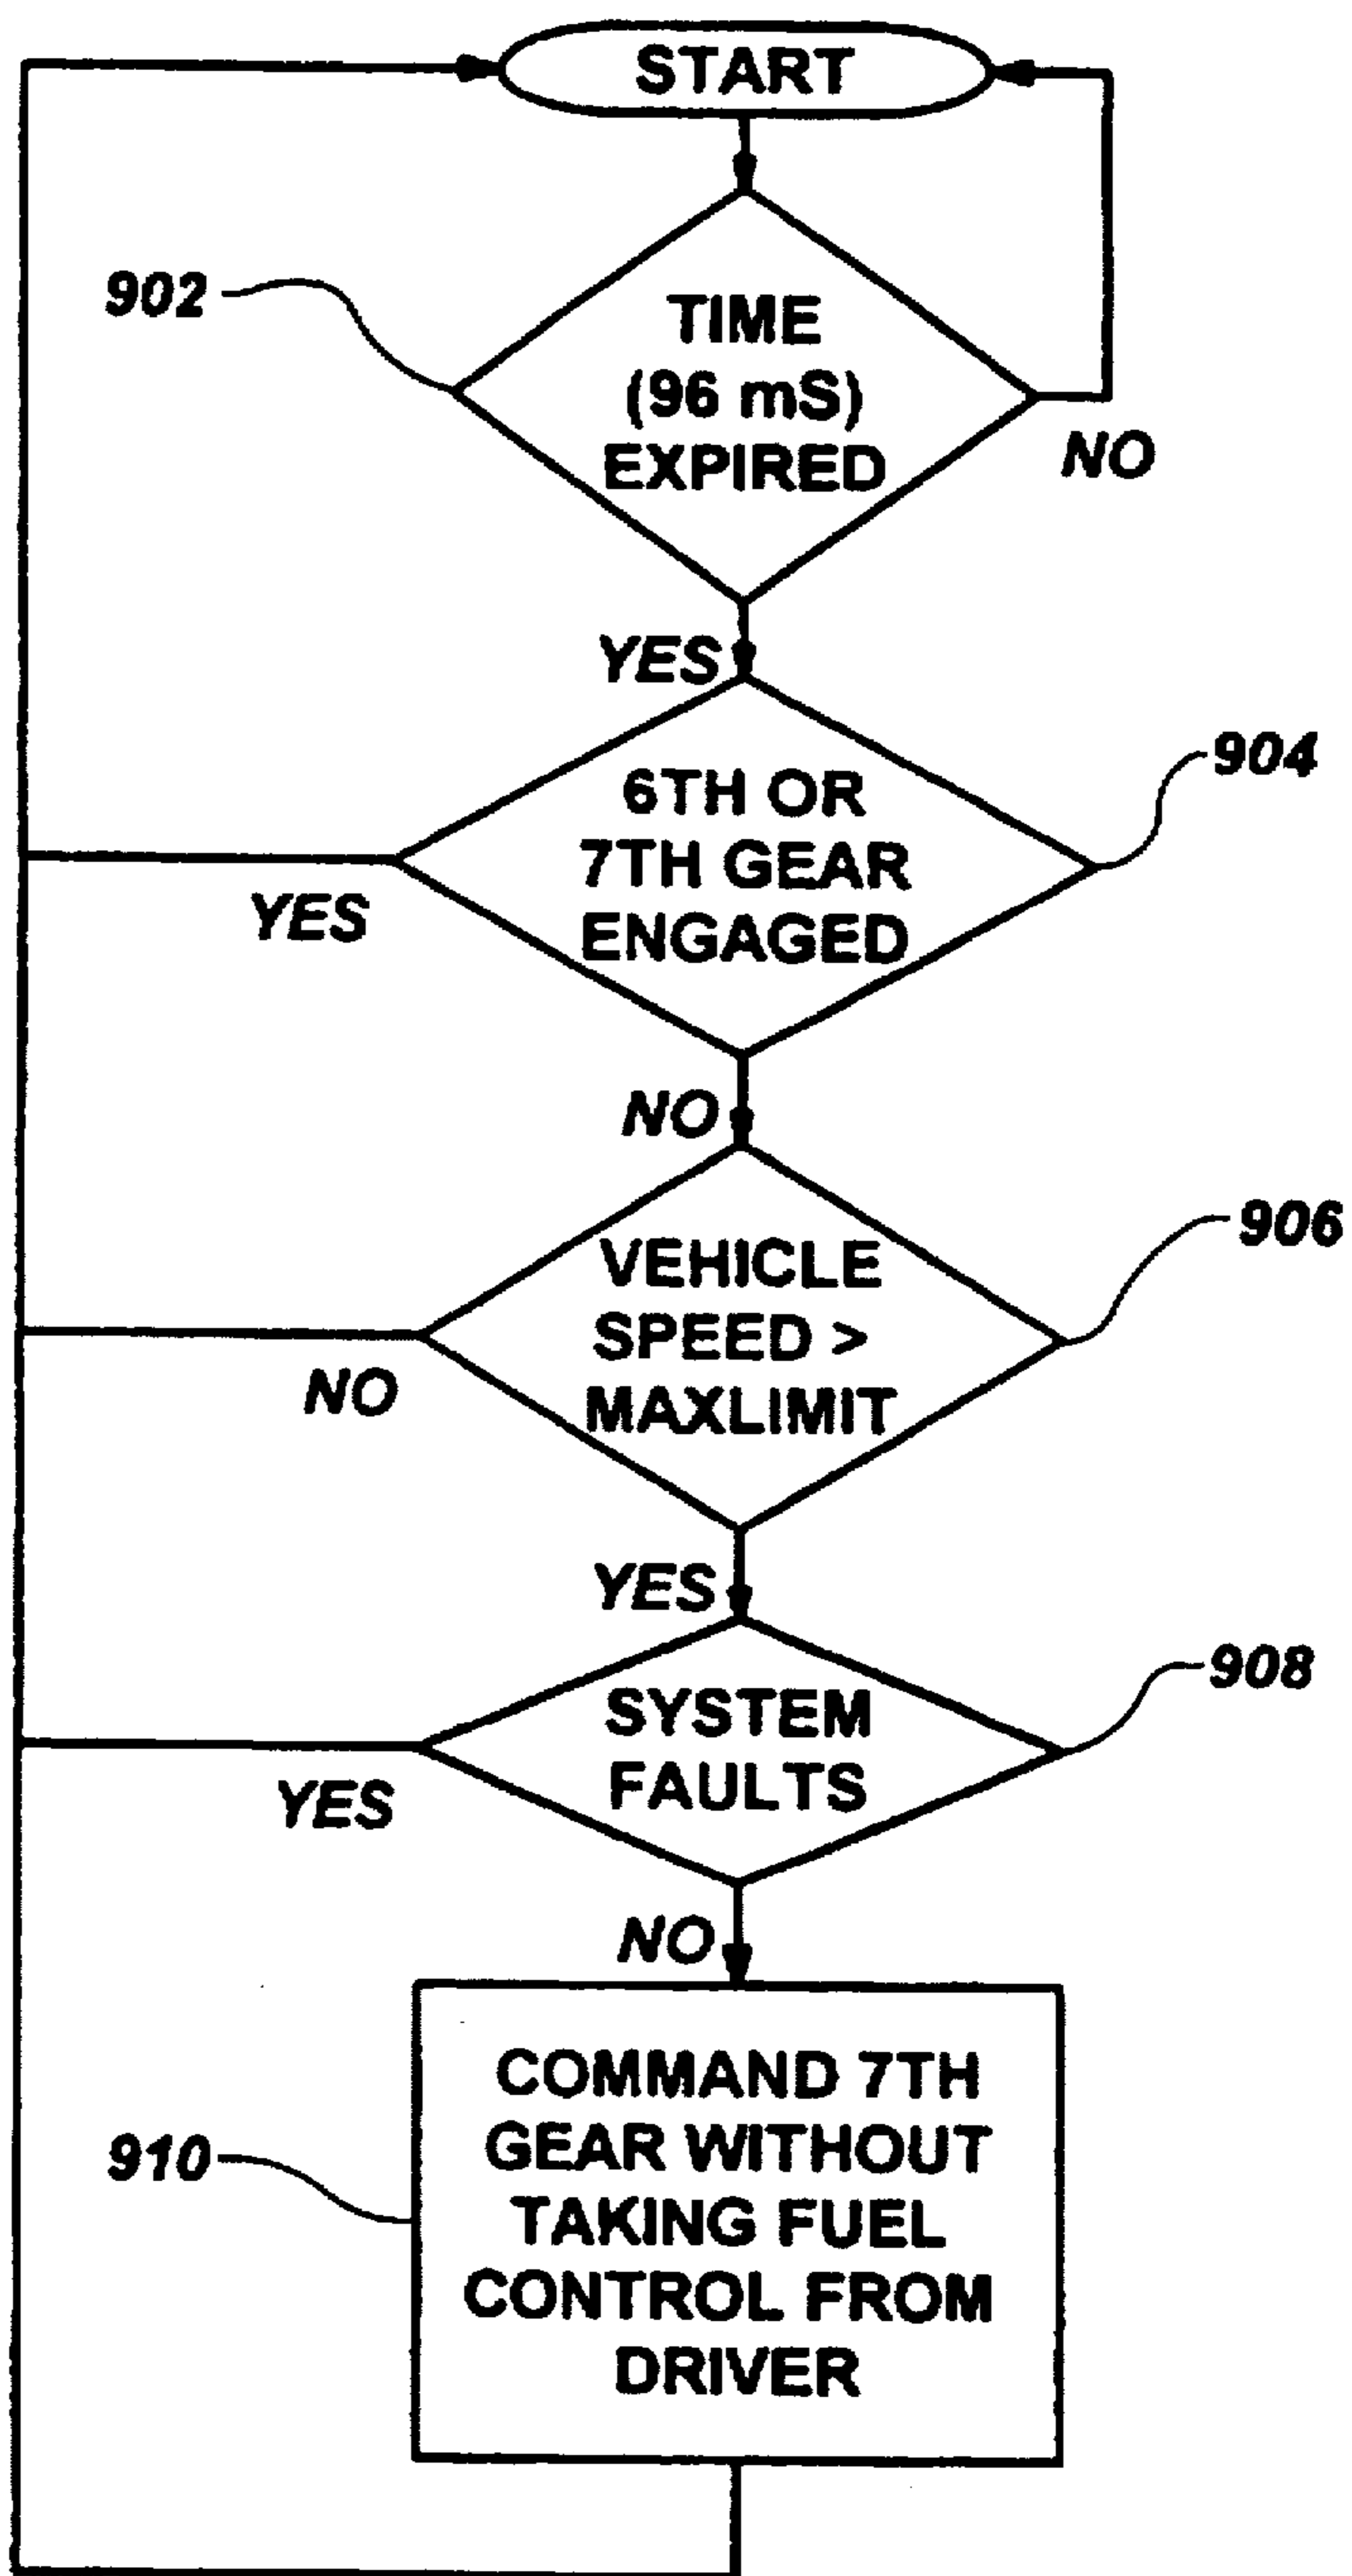 START
902
TIME
(96 mS)
EXPIRED
NO
YES
904
6TH OR
7TH GEAR
ENGAGED
YES
NO
906
VEHICLE
SPEED >
MAXLIMIT
NO
YES
908
SYSTEM
FAULTS
YES
NO
910
COMMAND 7TH
GEAR WITHOUT
TAKING FUEL
CONTROL FROM
DRIVER